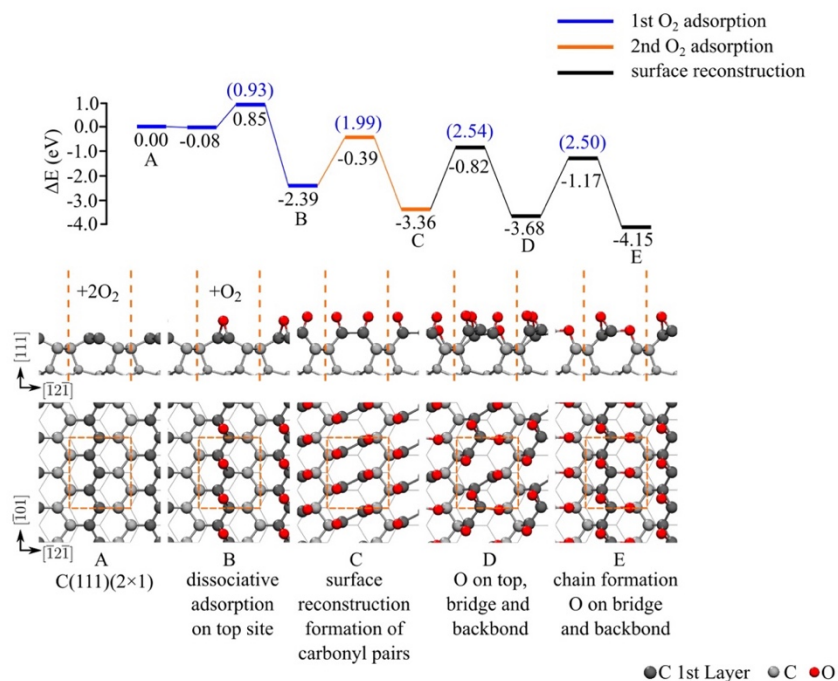 1st O₂ adsorption
2nd O₂ adsorption
surface reconstruction
ΔE (eV)
1.0
0.0
-1.0
-2.0
-3.0
-4.0
0.00
A
-0.08
(0.93)
0.85
-2.39
B
(1.99)
-0.39
-3.36
C
(2.54)
-0.82
-3.68
D
(2.50)
-1.17
-4.15
E
+2O₂
+O₂
[111]
[1̅21̅]
[1̅01]
[1̅21̅]
A
C(111)(2×1)
B
dissociative
adsorption
on top site
C
surface
reconstruction
formation of
carbonyl pairs
D
O on top,
bridge and
backbond
E
chain formation
O on bridge
and backbond
C 1st Layer C O